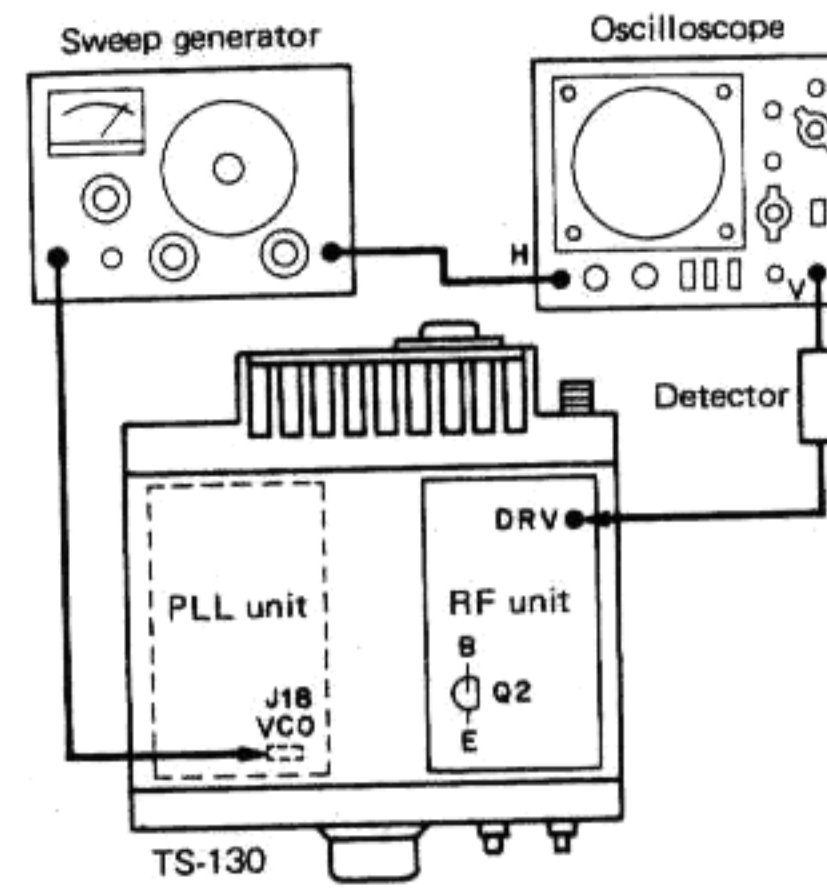 Sweep generator
Oscilloscope
H
V
Detector
DRV
PLL unit
RF unit
B
Q2
E
J18
VCO
TS-130